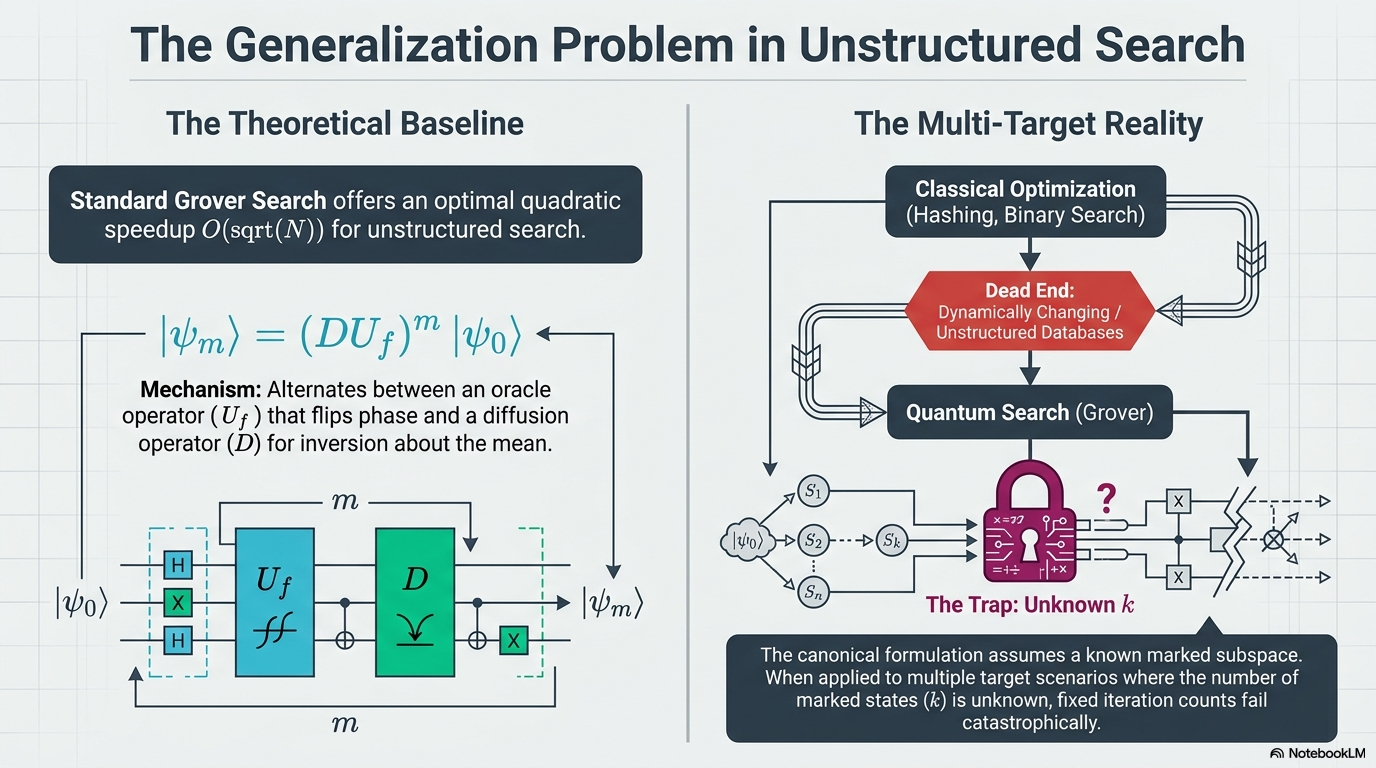 The Generalization Problem in Unstructured Search
The Theoretical Baseline
Standard Grover Search offers an optimal quadratic
speedup O(sqrt(N)) for unstructured search.
|ψₘ⟩ = (DU_f)ᵐ |ψ₀⟩
Mechanism: Alternates between an oracle
operator (U_f) that flips phase and a diffusion
operator (D) for inversion about the mean.
m
|ψ₀⟩
H
X
H
U_f
D
X
|ψₘ⟩
m
The Multi-Target Reality
Classical Optimization
(Hashing, Binary Search)
Dead End:
Dynamically Changing /
Unstructured Databases
Quantum Search (Grover)
|ψ₀⟩
S₁
S₂
Sₖ
Sₙ
?
X
X
The Trap: Unknown k
The canonical formulation assumes a known marked subspace.
When applied to multiple target scenarios where the number of
marked states (k) is unknown, fixed iteration counts fail
catastrophically.
NotebookLM